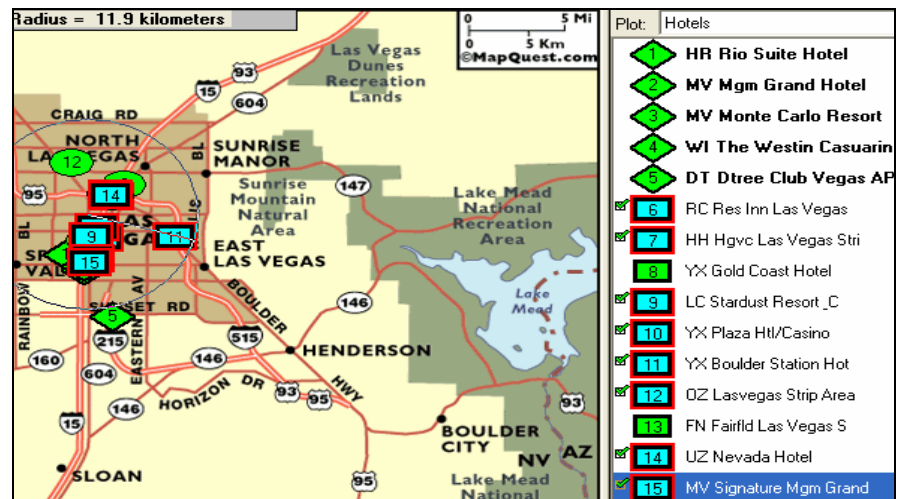 Radius = 11.9 kilometers
0 5 Mi
0 5 Km
©MapQuest.com
Las Vegas
Dunes
Recreation
Lands
93
15
604
CRAIG RD
NORTH
12
BL
SUNRISE
MANOR
95
14
Sunrise
Mountain
Natural
Area
147
Lake Mead
National
Recreation
Area
BL
9
11
15
EAST
LAS VEGAS
RAINBOW
5
RD
EASTERN AV
BOULDER
HWY
146
Lake
Mead
215
515
HENDERSON
160
604
146
HORIZON DR
93
95
93
146
15
BOULDER
CITY
NV AZ
SLOAN
95
Lake Mead
National
Plot: Hotels
1 HR Rio Suite Hotel
2 MV Mgm Grand Hotel
3 MV Monte Carlo Resort
4 WI The Westin Casuarin
5 DT Dtree Club Vegas AP
6 RC Res Inn Las Vegas
7 HH Hgvc Las Vegas Stri
8 YX Gold Coast Hotel
9 LC Stardust Resort_C
10 YX Plaza Htl/Casino
11 YX Boulder Station Hot
12 OZ Lasvegas Strip Area
13 FN Fairfld Las Vegas S
14 UZ Nevada Hotel
15 MV Signature Mgm Grand